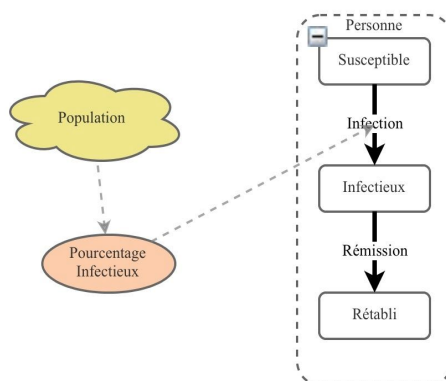 Personne
Susceptible
Population
Infection
Infectieux
Pourcentage
Infectieux
Rémission
Rétabli